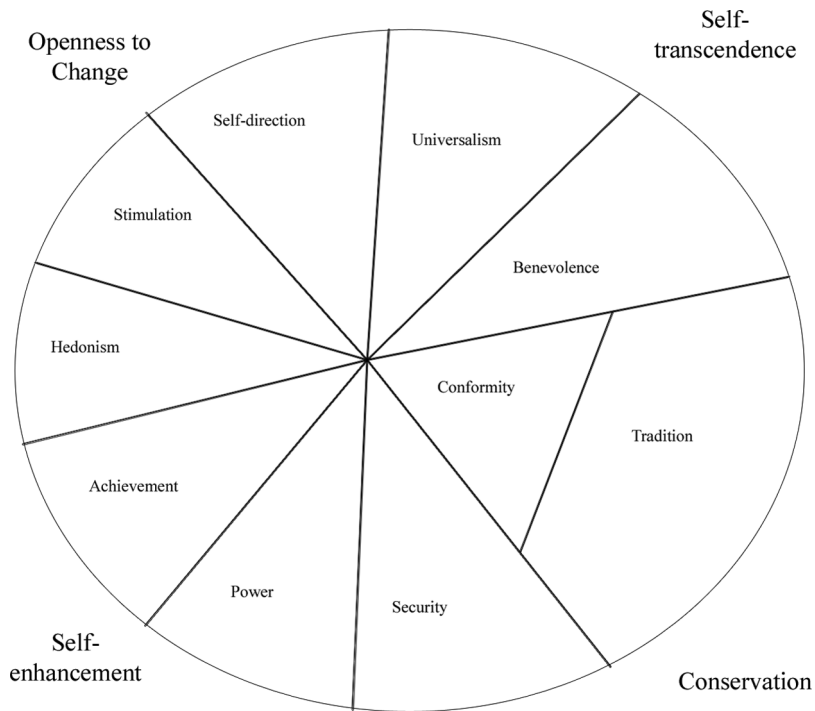 Openness to
Change
Self-
transcendence
Self-direction
Universalism
Stimulation
Benevolence
Hedonism
Conformity
Tradition
Achievement
Power
Security
Self-
enhancement
Conservation